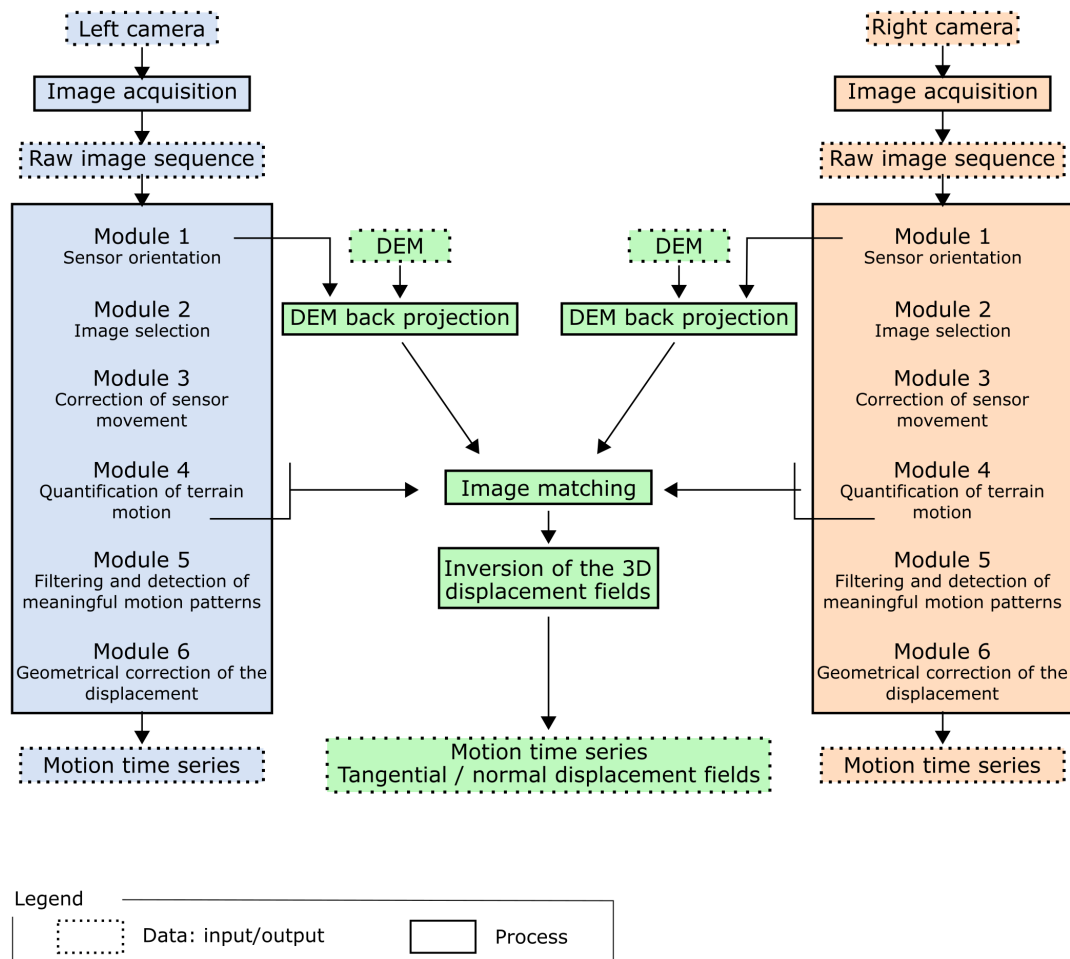 Left camera
Image acquisition
Raw image sequence
Module 1
Sensor orientation
Module 2
Image selection
Module 3
Correction of sensor
movement
Module 4
Quantification of terrain
motion
Module 5
Filtering and detection of
meaningful motion patterns
Module 6
Geometrical correction of the
displacement
Motion time series
DEM
DEM back projection
DEM
DEM back projection
Image matching
Inversion of the 3D
displacement fields
Motion time series
Tangential / normal displacement fields
Right camera
Image acquisition
Raw image sequence
Module 1
Sensor orientation
Module 2
Image selection
Module 3
Correction of sensor
movement
Module 4
Quantification of terrain
motion
Module 5
Filtering and detection of
meaningful motion patterns
Module 6
Geometrical correction of the
displacement
Motion time series
Legend
Data: input/output
Process